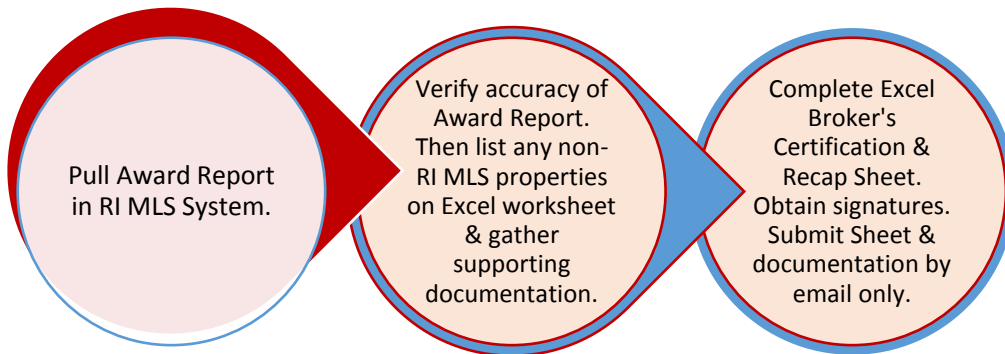 Pull Award Report
in RI MLS System.
Verify accuracy of
Award Report.
Then list any non-
RI MLS properties
on Excel worksheet
& gather
supporting
documentation.
Complete Excel
Broker's
Certification &
Recap Sheet.
Obtain signatures.
Submit Sheet &
documentation by
email only.